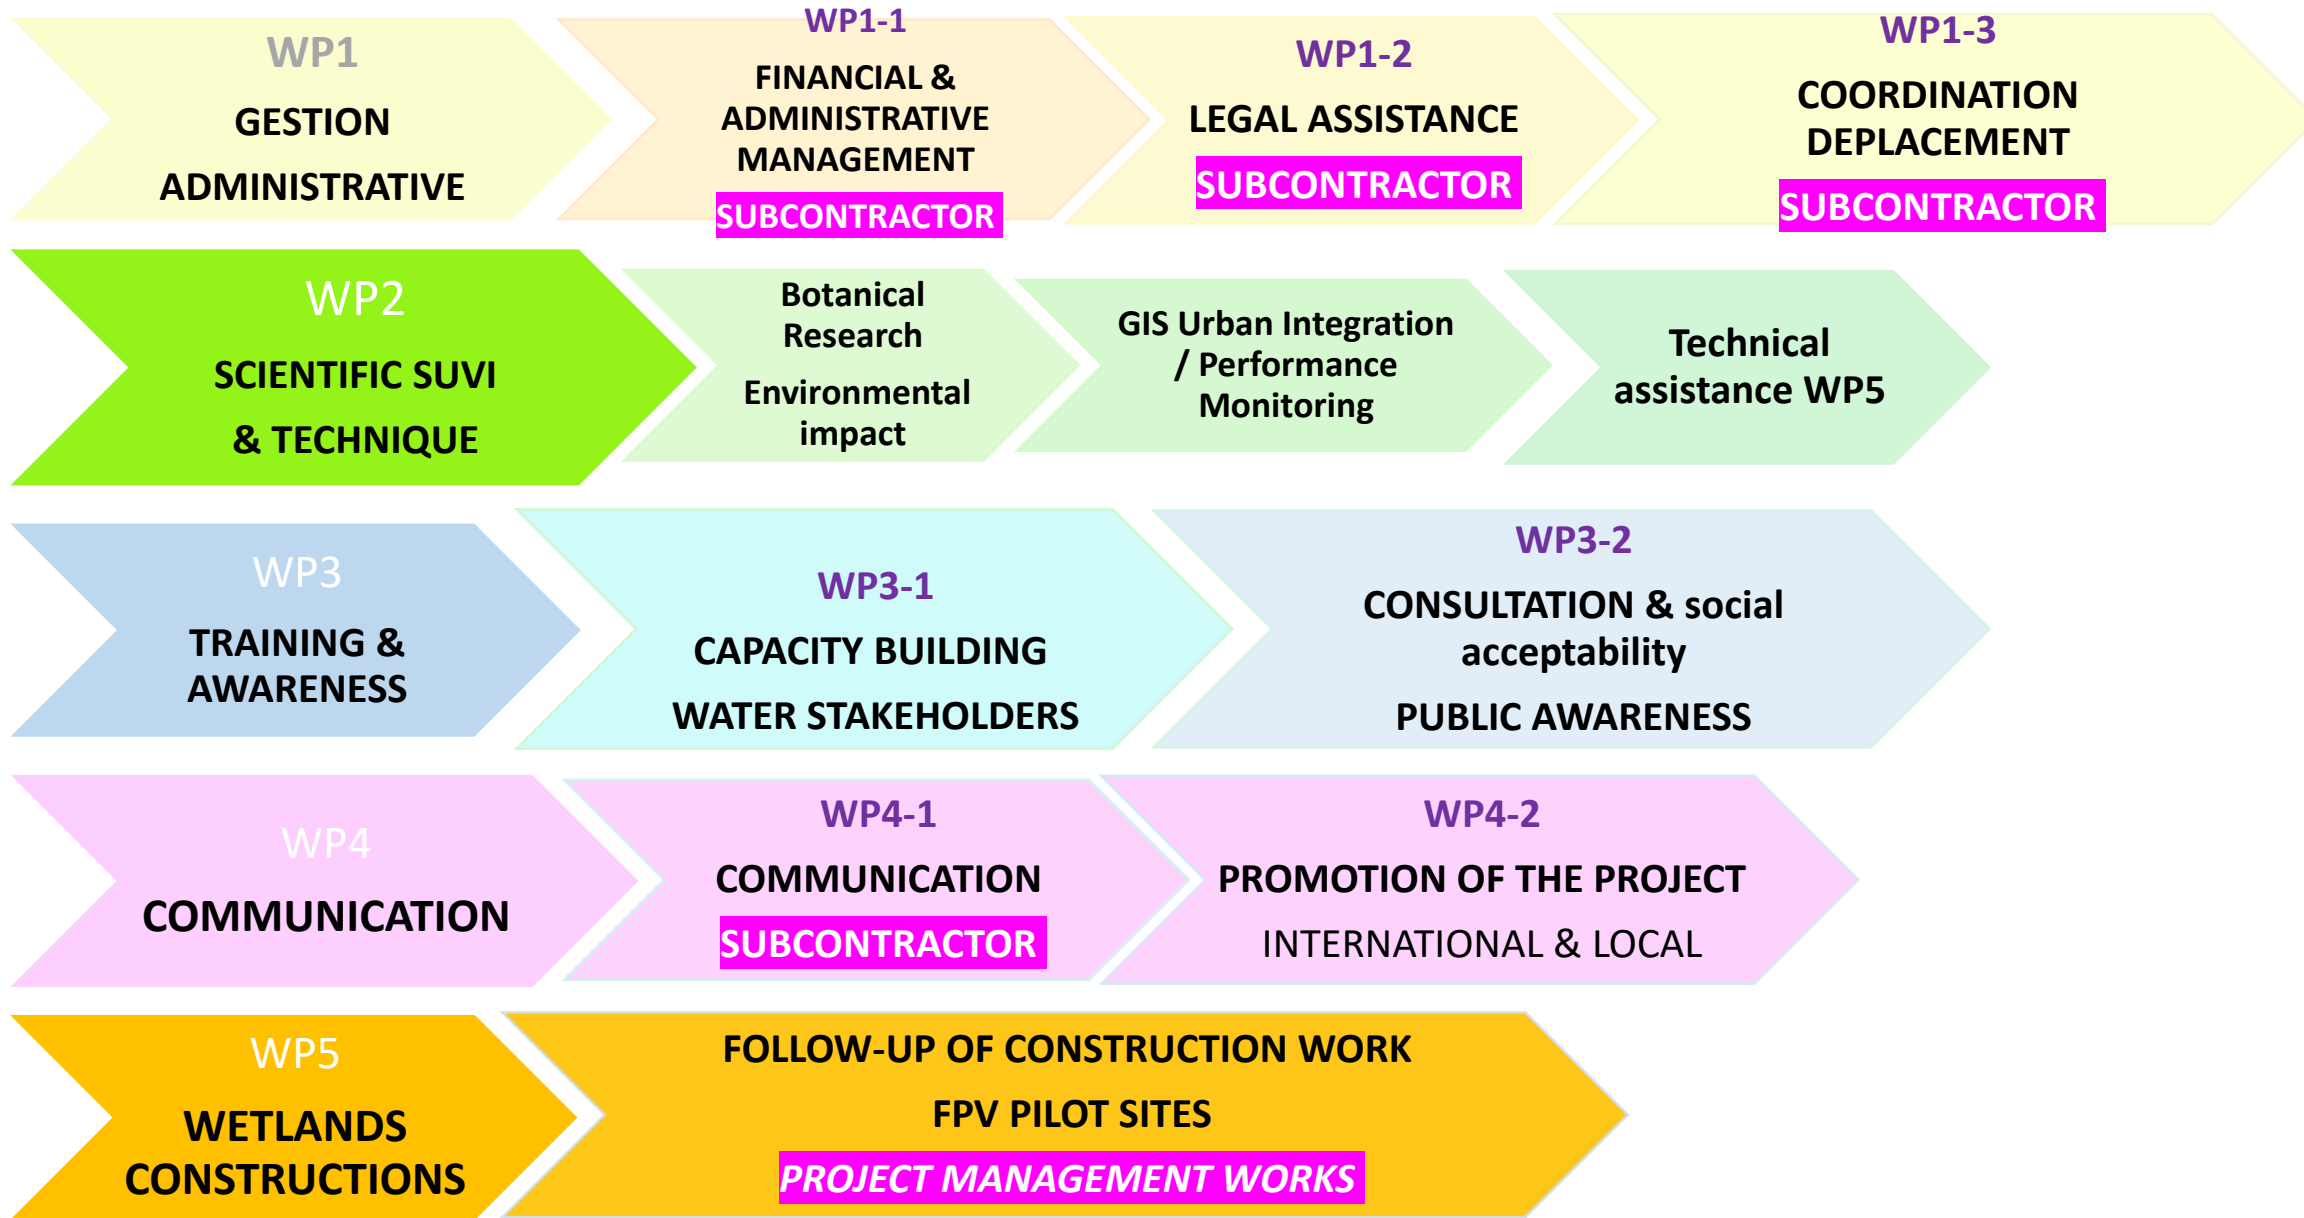 WP1
GESTION
ADMINISTRATIVE
WP1-1
FINANCIAL &
ADMINISTRATIVE
MANAGEMENT
SUBCONTRACTOR
WP1-2
LEGAL ASSISTANCE
SUBCONTRACTOR
WP1-3
COORDINATION
DEPLACEMENT
SUBCONTRACTOR
WP2
SCIENTIFIC SUVI
& TECHNIQUE
Botanical
Research
Environmental
impact
GIS Urban Integration
/ Performance
Monitoring
Technical
assistance WP5
WP3
TRAINING &
AWARENESS
WP3-1
CAPACITY BUILDING
WATER STAKEHOLDERS
WP3-2
CONSULTATION & social
acceptability
PUBLIC AWARENESS
WP4
COMMUNICATION
WP4-1
COMMUNICATION
SUBCONTRACTOR
WP4-2
PROMOTION OF THE PROJECT
INTERNATIONAL & LOCAL
WP5
WETLANDS
CONSTRUCTIONS
FOLLOW-UP OF CONSTRUCTION WORK
FPV PILOT SITES
PROJECT MANAGEMENT WORKS